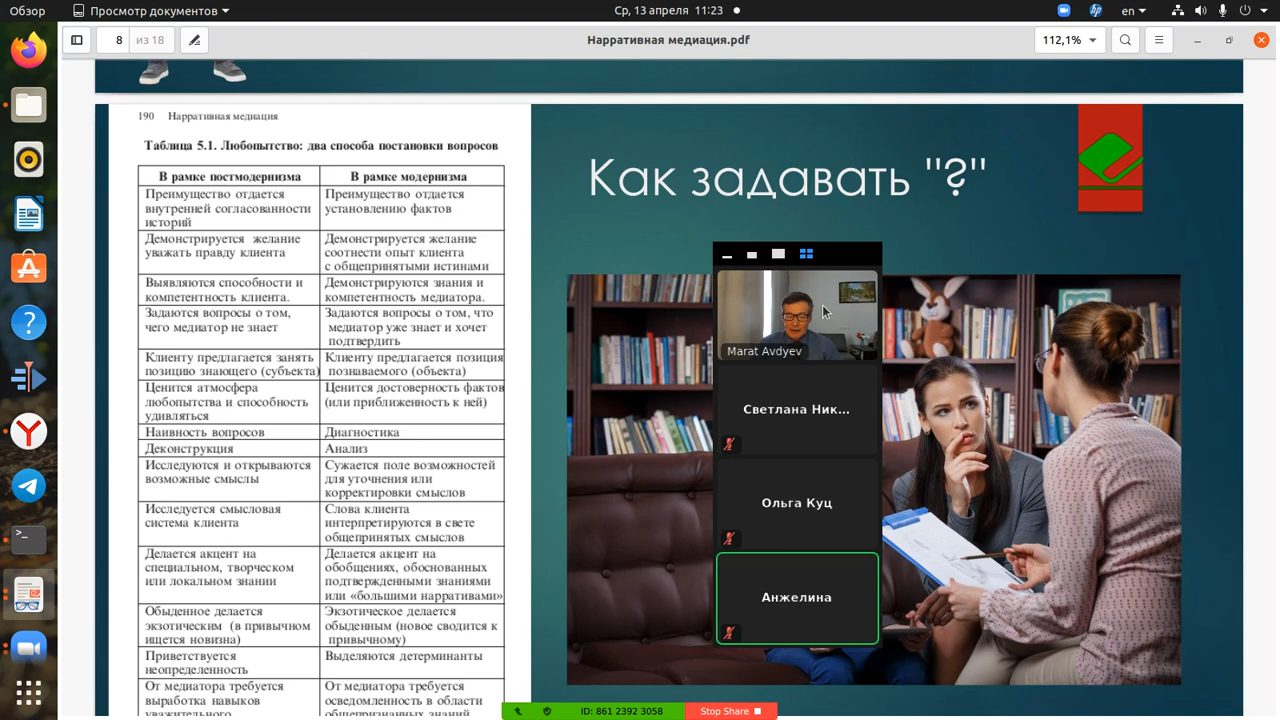 Обзор
Просмотр документов
Ср, 13 апреля 11:23
en
8
из 18
Нарративная медиация.pdf
112,1%
190 Нарративная медиация
Таблица 5.1. Любопытство: два способа постановки вопросов
В рамке постмодернизма
В рамке модернизма
Преимущество отдается
внутренней согласованности
историй
Преимущество отдается
установлению фактов
Демонстрируется желание
уважать правду клиента
Демонстрируется желание
соотнести опыт клиента
с общепринятыми истинами
Выявляются способности и
компетентность клиента.
Демонстрируются знания и
компетентность медиатора.
Задаются вопросы о том,
чего медиатор не знает
Задаются вопросы о том, что
медиатор уже знает и хочет
подтвердить
Клиенту предлагается занять
позицию знающего (субъекта)
Клиенту предлагается позиция
познаваемого (объекта)
Ценится атмосфера
любопытства и способность
удивляться
Ценится достоверность фактов
(или приближенность к ней)
Наивность вопросов
Диагностика
Деконструкция
Анализ
Исследуются и открываются
возможные смыслы
Сужается поле возможностей
для уточнения или
корректировки смыслов
Исследуется смысловая
система клиента
Слова клиента
интерпретируются в свете
общепринятых смыслов
Делается акцент на
специальном, творческом
или локальном знании
Делается акцент на
обобщениях, обоснованных
подтвержденными знаниями
или «большими нарративами»
Обыденное делается
экзотическим (в привычном
ищется новизна)
Экзотическое делается
обыденным (новое сводится к
привычному)
Приветствуется
неопределенность
Выделяются детерминанты
От медиатора требуется
выработка навыков
уважительного
От медиатора требуется
осведомленность в области
общепризнанных знаний
Как задавать "?"
Marat Avdyev
Светлана Ник...
Ольга Куц
Анжелина
ID: 861 2392 3058
Stop Share